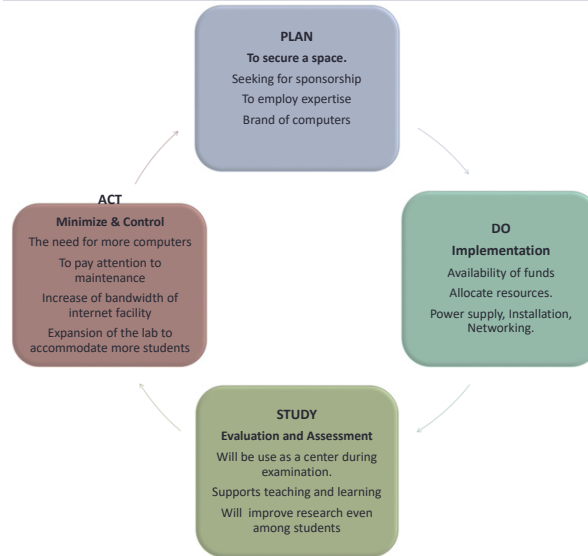 PLAN
To secure a space.
Seeking for sponsorship
To employ expertise
Brand of computers
DO
Implementation
Availability of funds
Allocate resources.
Power supply, Installation,
Networking.
STUDY
Evaluation and Assessment
Will be use as a center during
examination.
Supports teaching and learning
Will improve research even
among students
ACT
Minimize & Control
The need for more computers
To pay attention to
maintenance
Increase of bandwidth of
internet facility
Expansion of the lab to
accommodate more students